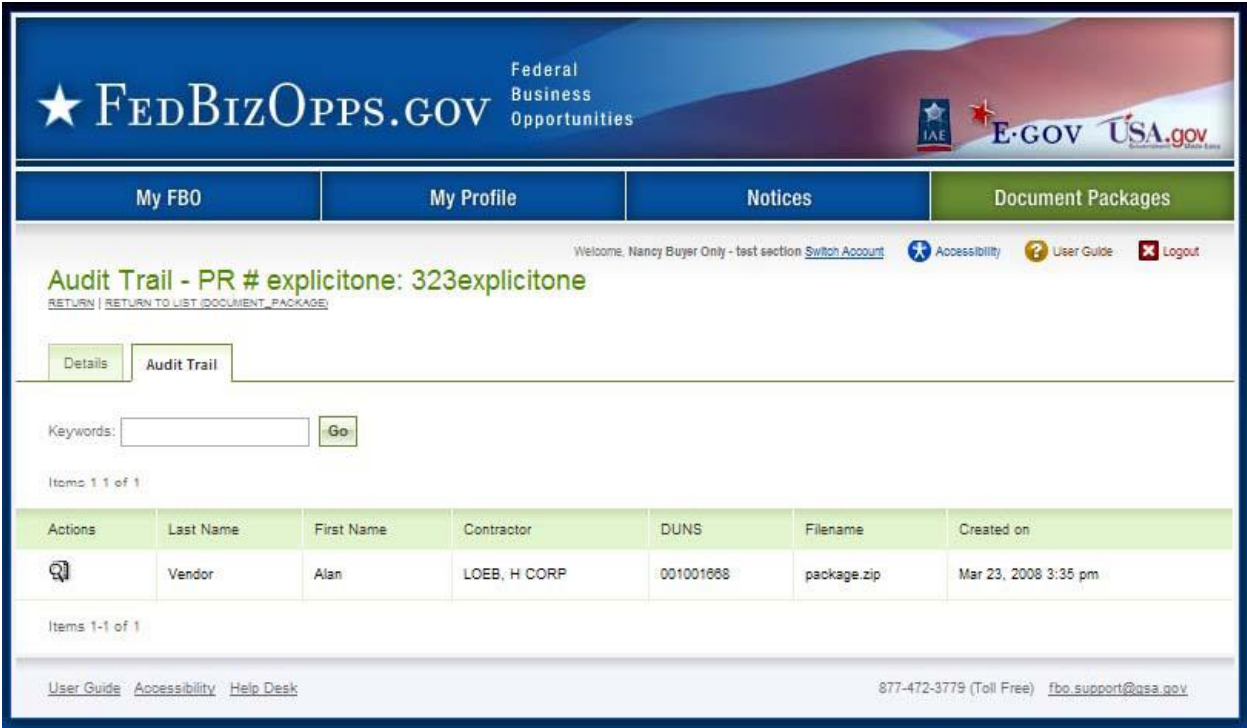 ★ FEDBIZOPPS.GOV
Federal
Business
Opportunities
IAE E-GOV USA.gov
My FBO My Profile Notices Document Packages
Welcome, Nancy Buyer Only - test section Switch Account Accessibility User Guide Logout
Audit Trail - PR # explicitone: 323explicitone
RETURN | RETURN TO LIST (DOCUMENT_PACKAGE)
Details Audit Trail
Keywords: Go
Items 1 1 of 1
Actions Last Name First Name Contractor DUNS Filename Created on
Vendor Alan LOEB, H CORP 001001668 package.zip Mar 23, 2008 3:35 pm
Items 1-1 of 1
User Guide Accessibility Help Desk 877-472-3779 (Toll Free) fbo.support@gsa.gov